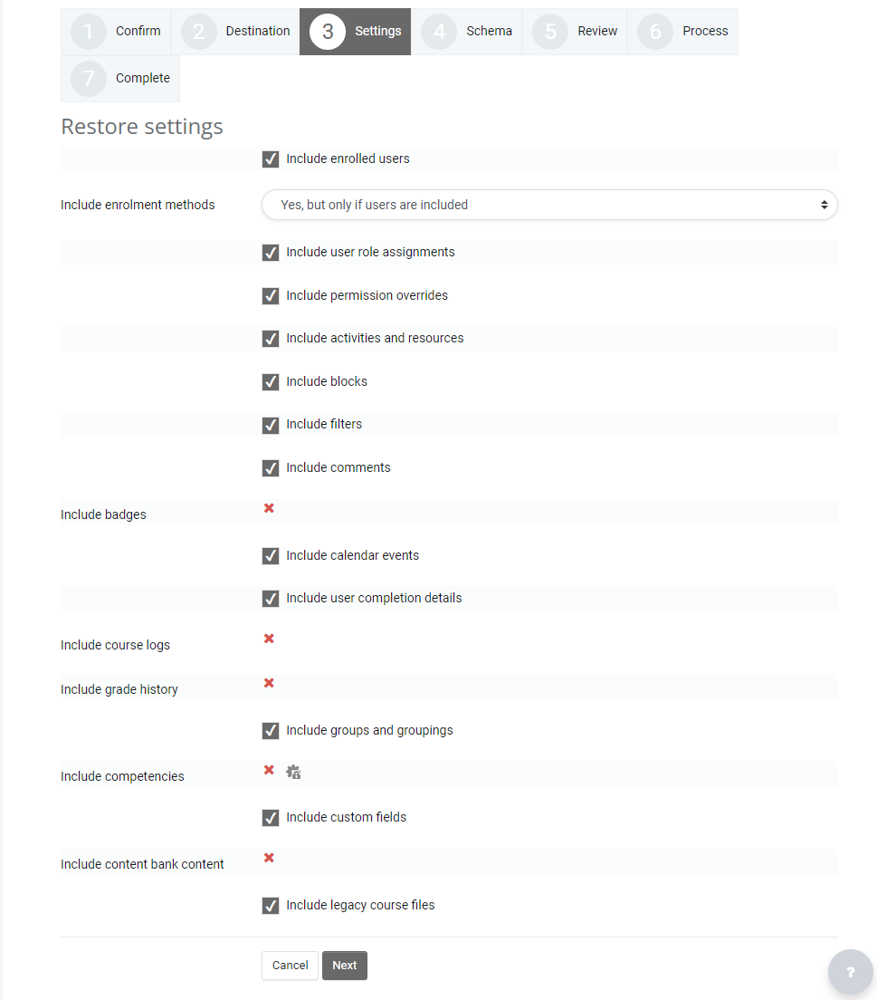 1 Confirm 2 Destination 3 Settings 4 Schema 5 Review 6 Process
7 Complete
Restore settings
Include enrolled users
Include enrolment methods Yes, but only if users are included
Include user role assignments
Include permission overrides
Include activities and resources
Include blocks
Include filters
Include comments
Include badges
Include calendar events
Include user completion details
Include course logs
Include grade history
Include groups and groupings
Include competencies
Include custom fields
Include content bank content
Include legacy course files
Cancel Next
?